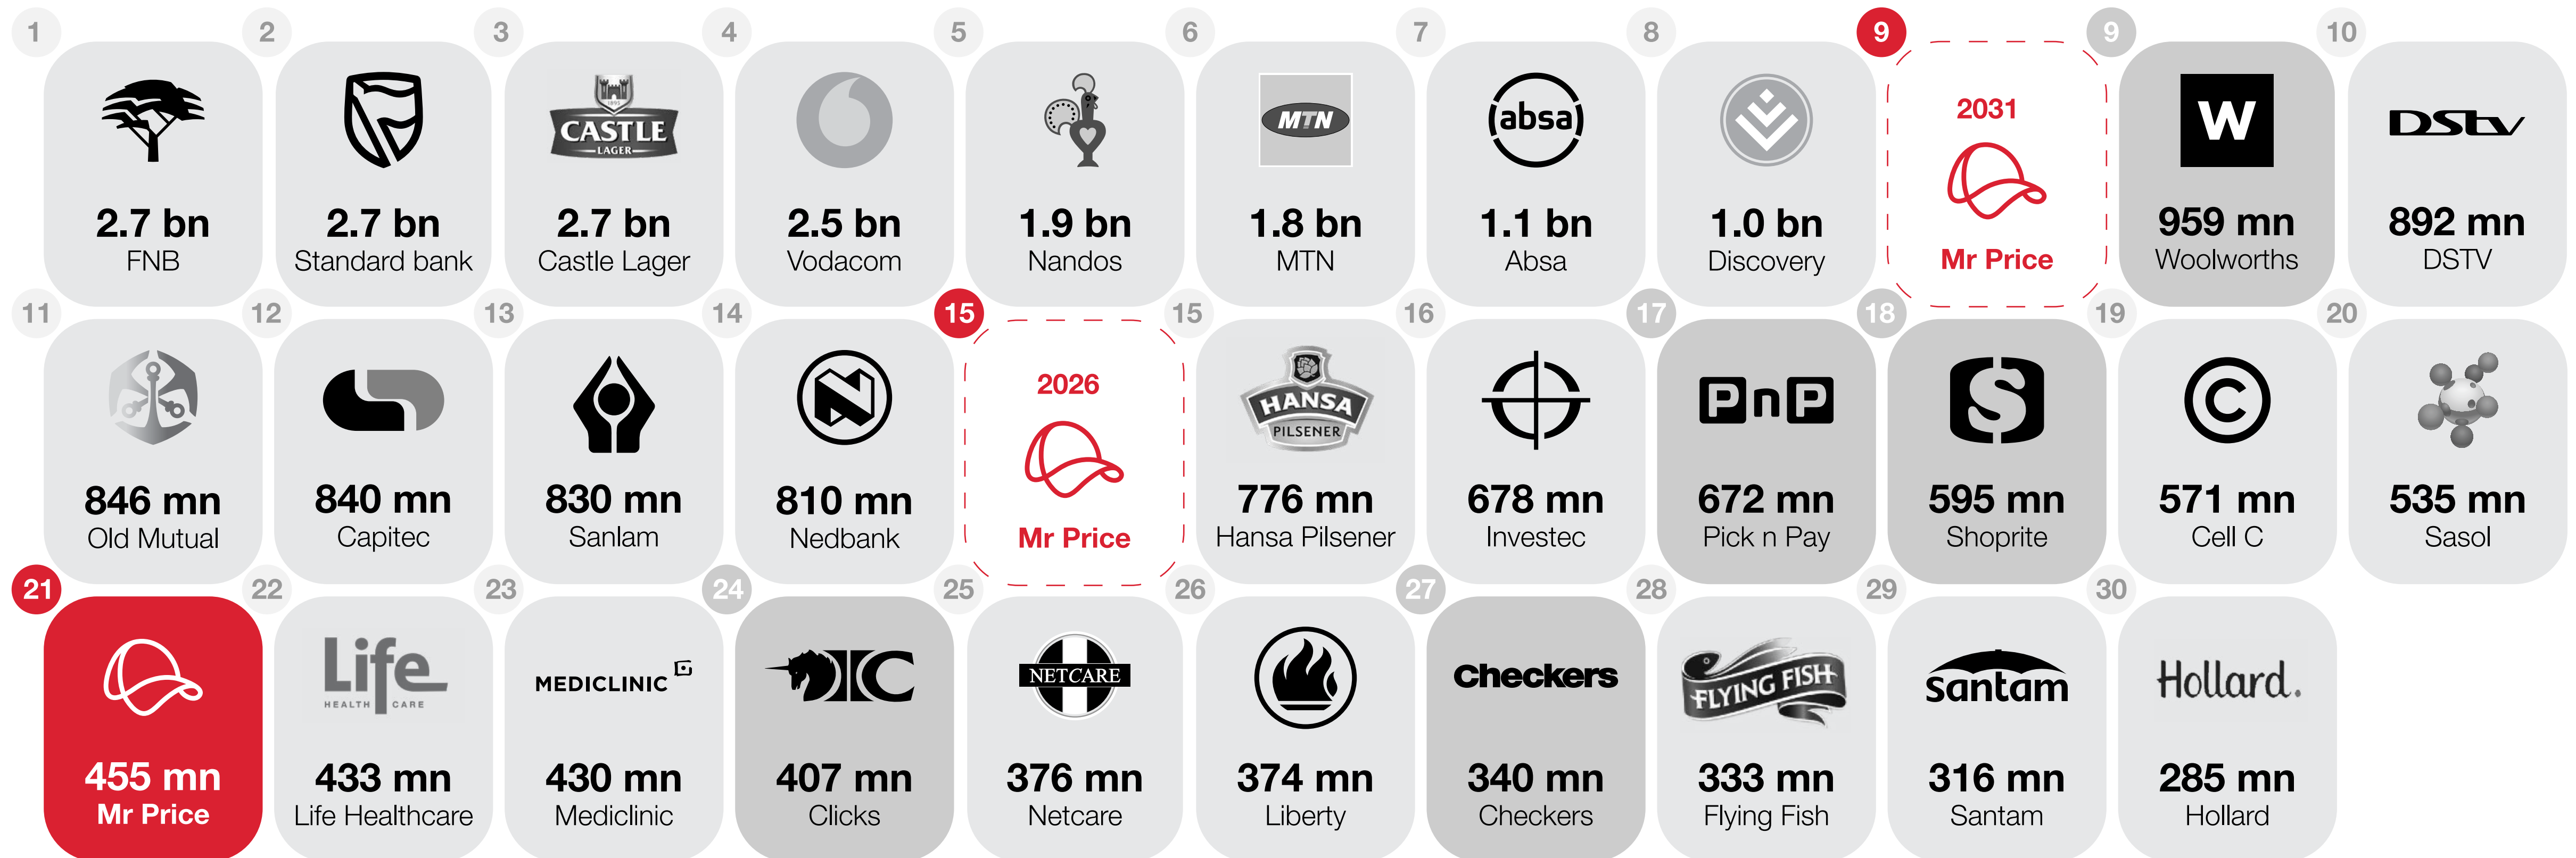 1
2
3
4
5
6
7
8
9
9
10
1895
CASTLE
LAGER
MTN
absa
2031
W
DStv
2.7 bn
FNB
2.7 bn
Standard bank
2.7 bn
Castle Lager
2.5 bn
Vodacom
1.9 bn
Nandos
1.8 bn
MTN
1.1 bn
Absa
1.0 bn
Discovery
Mr Price
959 mn
Woolworths
892 mn
DSTV
11
12
13
14
15
15
16
17
18
19
20
N
2026
HANSA
PILSENER
PnP
S
C
846 mn
Old Mutual
840 mn
Capitec
830 mn
Sanlam
810 mn
Nedbank
Mr Price
776 mn
Hansa Pilsener
678 mn
Investec
672 mn
Pick n Pay
595 mn
Shoprite
571 mn
Cell C
535 mn
Sasol
21
22
23
24
25
26
27
28
29
30
Life
HEALTH CARE
MEDICLINIC
C
NETCARE
Checkers
FLYING FISH
santam
Hollard.
455 mn
Mr Price
433 mn
Life Healthcare
430 mn
Mediclinic
407 mn
Clicks
376 mn
Netcare
374 mn
Liberty
340 mn
Checkers
333 mn
Flying Fish
316 mn
Santam
285 mn
Hollard